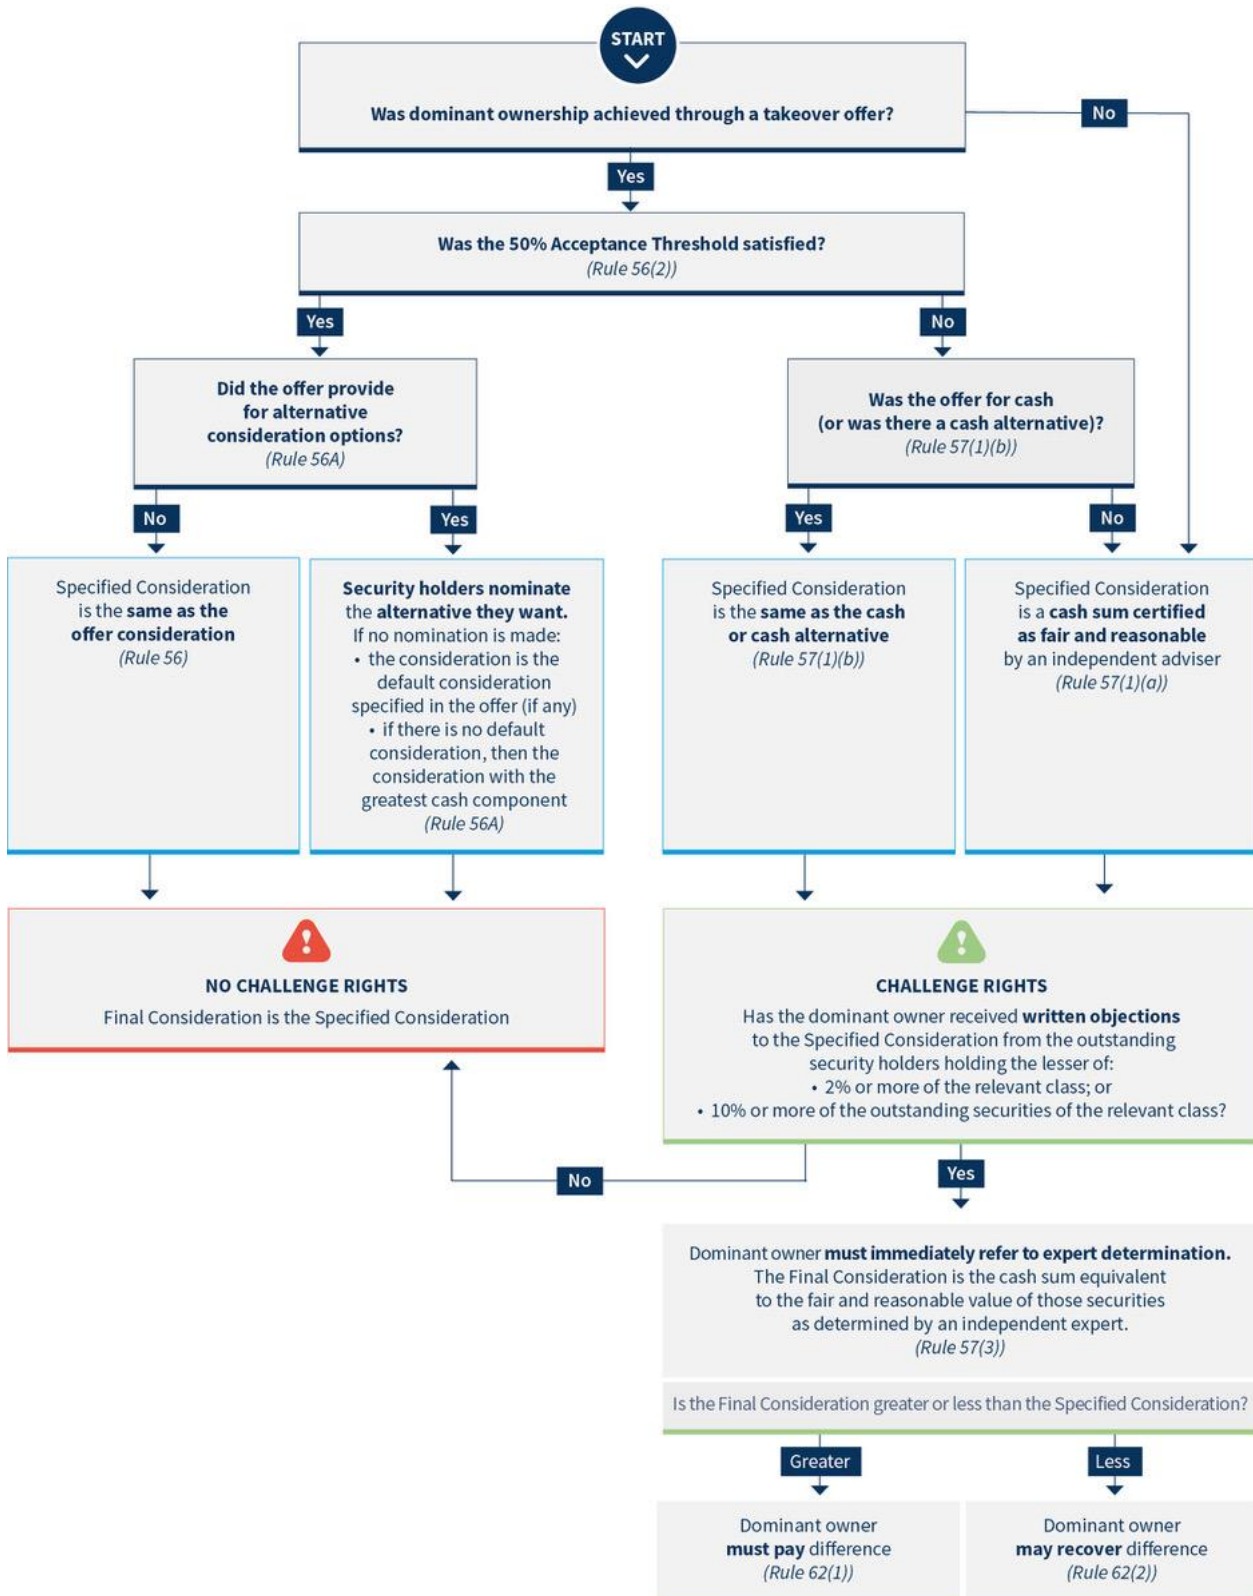 START
Was dominant ownership achieved through a takeover offer?
No
Yes
Was the 50% Acceptance Threshold satisfied?
(Rule 56(2))
Yes
No
Did the offer provide
for alternative
consideration options?
(Rule 56A)
Was the offer for cash
(or was there a cash alternative)?
(Rule 57(1)(b))
No
Yes
Yes
No
Specified Consideration
is the same as the
offer consideration
(Rule 56)
Security holders nominate
the alternative they want.
If no nomination is made:
• the consideration is the
default consideration
specified in the offer (if any)
• if there is no default
consideration, then the
consideration with the
greatest cash component
(Rule 56A)
Specified Consideration
is the same as the cash
or cash alternative
(Rule 57(1)(b))
Specified Consideration
is a cash sum certified
as fair and reasonable
by an independent adviser
(Rule 57(1)(a))
!
NO CHALLENGE RIGHTS
Final Consideration is the Specified Consideration
!
CHALLENGE RIGHTS
Has the dominant owner received written objections
to the Specified Consideration from the outstanding
security holders holding the lesser of:
• 2% or more of the relevant class; or
• 10% or more of the outstanding securities of the relevant class?
No
Yes
Dominant owner must immediately refer to expert determination.
The Final Consideration is the cash sum equivalent
to the fair and reasonable value of those securities
as determined by an independent expert.
(Rule 57(3))
Is the Final Consideration greater or less than the Specified Consideration?
Greater
Less
Dominant owner
must pay difference
(Rule 62(1))
Dominant owner
may recover difference
(Rule 62(2))